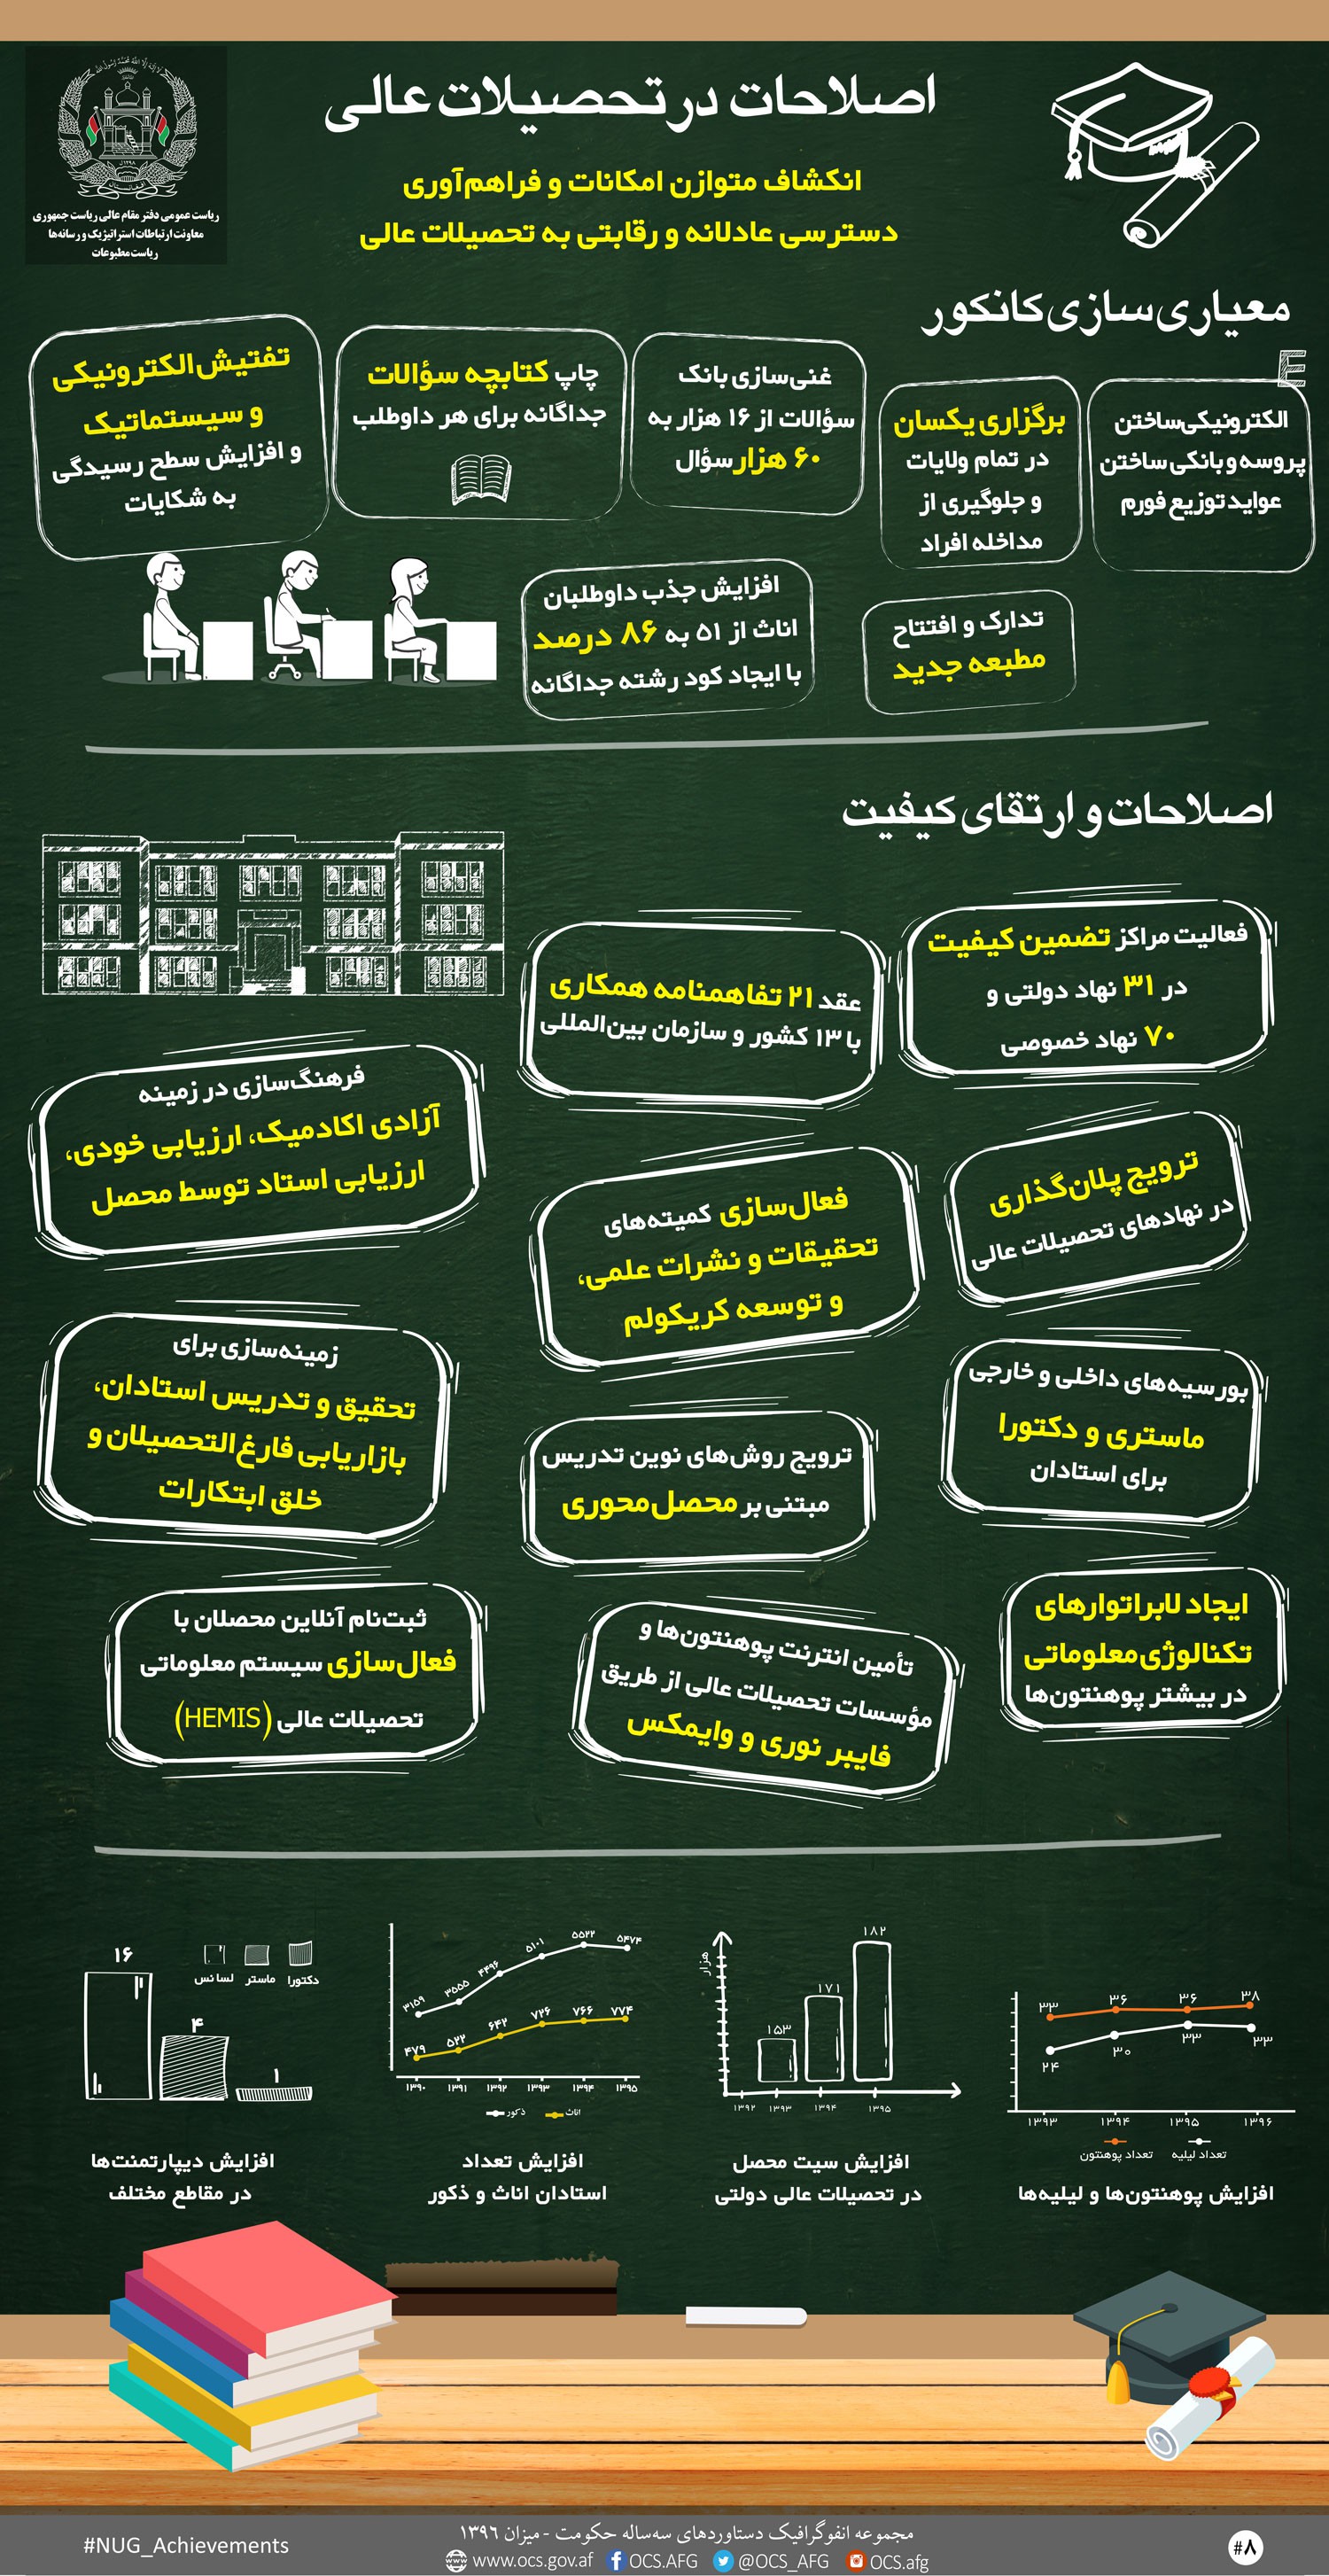 اصلاحات در تحصیلات عالی
انکشاف متوازن امکانات و فراهم‌آوری
دسترسی عادلانه و رقابتی به تحصیلات عالی
ریاست عمومی دفتر مقام عالی ریاست جمهوری
معاونت ارتباطات استراتیژیک و رسانه‌ها
ریاست مطبوعات
معیاری‌سازی کانکور
E
الکترونیکی‌ساختن
پروسه و بانکی ساختن
عواید توزیع فورم
برگزاری یکسان
در تمام ولایات
و جلوگیری از
مداخله افراد
غنی‌سازی بانک
سؤالات از ۱۶ هزار به
۶۰ هزار سؤال
چاپ کتابچه سؤالات
جداگانه برای هر داوطلب
تفتیش‌الکترونیکی
و سیستماتیک
و افزایش سطح رسیدگی
به شکایات
تدارک و افتتاح
مطبعه جدید
افزایش جذب داوطلبان
اناث از ۵۱ به ۸۶ درصد
با ایجاد کود رشته جداگانه
اصلاحات و ارتقای کیفیت
فعالیت مراکز تضمین کیفیت
در ۳۱ نهاد دولتی و
۷۰ نهاد خصوصی
عقد ۲۱ تفاهمنامه همکاری
با ۱۳ کشور و سازمان بین‌المللی
فرهنگ‌سازی در زمینه
آزادی اکادمیک، ارزیابی خودی،
ارزیابی استاد توسط محصل
ترویج پلان‌گذاری
در نهادهای تحصیلات عالی
فعال‌سازی کمیته‌های
تحقیقات و نشرات علمی،
و توسعه کریکولم
زمینه‌سازی برای
تحقیق و تدریس استادان،
بازاریابی فارغ‌التحصیلان و
خلق ابتکارات
بورسیه‌های داخلی و خارجی
ماستری و دکتورا
برای استادان
ترویج روش‌های نوین تدریس
مبتنی بر محصل‌محوری
ایجاد لابراتوارهای
تکنالوژی‌معلوماتی
در بیشتر پوهنتون‌ها
تأمین انترنت پوهنتون‌ها و
مؤسسات تحصیلات عالی از طریق
فایبر نوری و وایمکس
ثبت‌نام آنلاین محصلان با
فعال‌سازی سیستم معلوماتی
تحصیلات عالی (HEMIS)
۳۳ ۳۶ ۳۶ ۳۸
۲۴ ۳۰ ۳۳ ۳۳
۱۳۹۳ ۱۳۹۴ ۱۳۹۵ ۱۳۹۶
تعداد لیلیه تعداد پوهنتون
افزایش پوهنتون‌ها و لیلیه‌ها
هزار
۱۵۳ ۱۷۱ ۱۸۲
۱۳۹۲ ۱۳۹۳ ۱۳۹۴ ۱۳۹۵
افزایش سیت محصل
در تحصیلات عالی دولتی
۳۱۵۹ ۳۵۵۵ ۴۴۹۶ ۵۱۰۱ ۵۵۲۲ ۵۴۷۴
۴۷۹ ۵۲۲ ۶۴۲ ۷۲۶ ۷۶۶ ۷۷۴
۱۳۹۰ ۱۳۹۱ ۱۳۹۲ ۱۳۹۳ ۱۳۹۴ ۱۳۹۵
اناث ذکور
افزایش تعداد
استادان اناث و ذکور
دکتورا ماستر لسانس
۱۶ ۴ ۱
افزایش دیپارتمنت‌ها
در مقاطع مختلف
#۸
مجموعه انفوگرافیک دستاوردهای سه‌ساله حکومت - میزان ۱۳۹۶
www.ocs.gov.af OCS.AFG @OCS_AFG OCS.afg
#NUG_Achievements